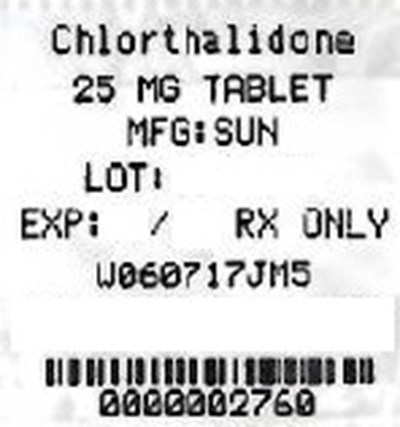 Chlorthalidone
25 MG TABLET
MFG:SUN
LOT:
EXP: / RX ONLY
W060717JM5
0000002760